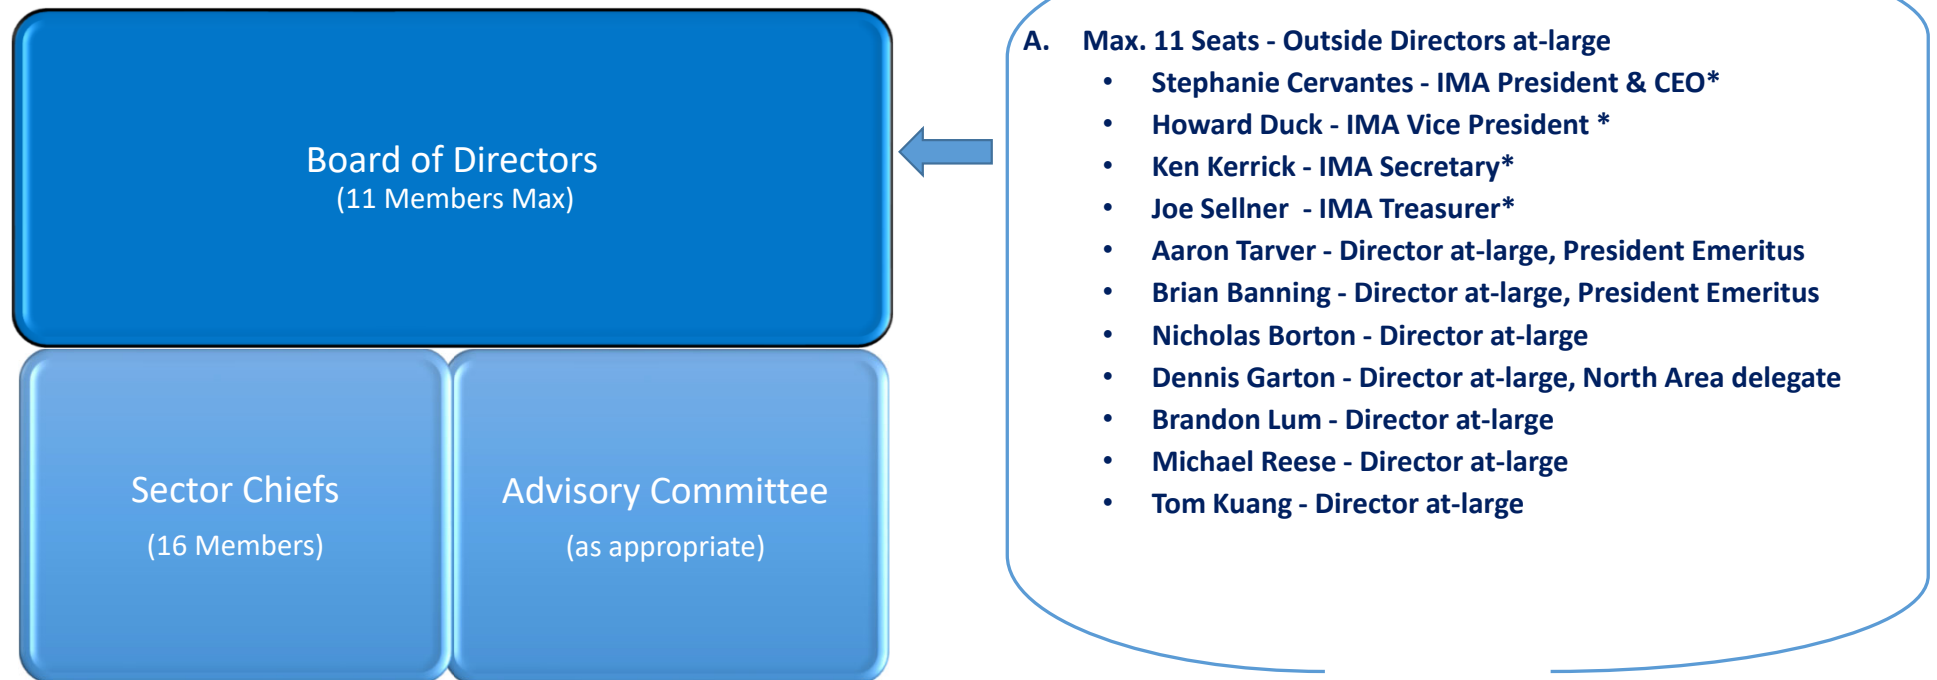 Board of Directors
(11 Members Max)
Sector Chiefs
(16 Members)
Advisory Committee
(as appropriate)
A. Max. 11 Seats - Outside Directors at-large
• Stephanie Cervantes - IMA President & CEO*
• Howard Duck - IMA Vice President *
• Ken Kerrick - IMA Secretary*
• Joe Sellner - IMA Treasurer*
• Aaron Tarver - Director at-large, President Emeritus
• Brian Banning - Director at-large, President Emeritus
• Nicholas Borton - Director at-large
• Dennis Garton - Director at-large, North Area delegate
• Brandon Lum - Director at-large
• Michael Reese - Director at-large
• Tom Kuang - Director at-large